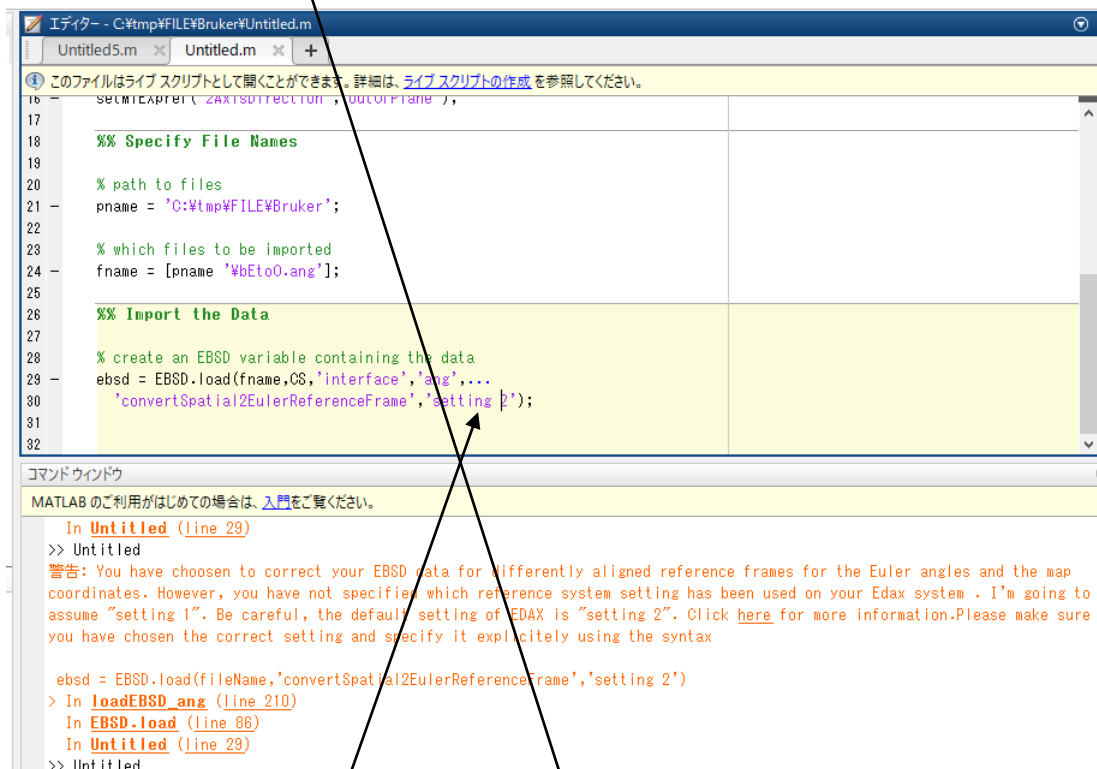 エディター - C:¥tmp¥FILE¥Bruker¥Untitled.m
Untitled5.m × Untitled.m × +
このファイルはライブ スクリプトとして開くことができます。詳細は、ライブ スクリプトの作成 を参照してください。
16 - setMTEXpref('zAxisDirection','outOfPlane');
17
18 %% Specify File Names
19
20 % path to files
21 - pname = 'C:¥tmp¥FILE¥Bruker';
22
23 % which files to be imported
24 - fname = [pname '¥bEtoO.ang'];
25
26 %% Import the Data
27
28 % create an EBSD variable containing the data
29 - ebsd = EBSD.load(fname,CS,'interface','ang',...
30 'convertSpatial2EulerReferenceFrame','setting 2');
31
32
コマンド ウィンドウ
MATLAB のご利用がはじめての場合は、入門をご覧ください。
In Untitled (line 29)
>> Untitled
警告: You have choosen to correct your EBSD data for differently aligned reference frames for the Euler angles and the map
coordinates. However, you have not specified which reference system setting has been used on your Edax system . I'm going to
assume "setting 1". Be careful, the default setting of EDAX is "setting 2". Click here for more information.Please make sure
you have chosen the correct setting and specify it explicitely using the syntax
ebsd = EBSD.load(fileName,'convertSpatial2EulerReferenceFrame','setting 2')
> In loadEBSD_ang (line 210)
In EBSD.load (line 86)
In Untitled (line 29)
>> Untitled